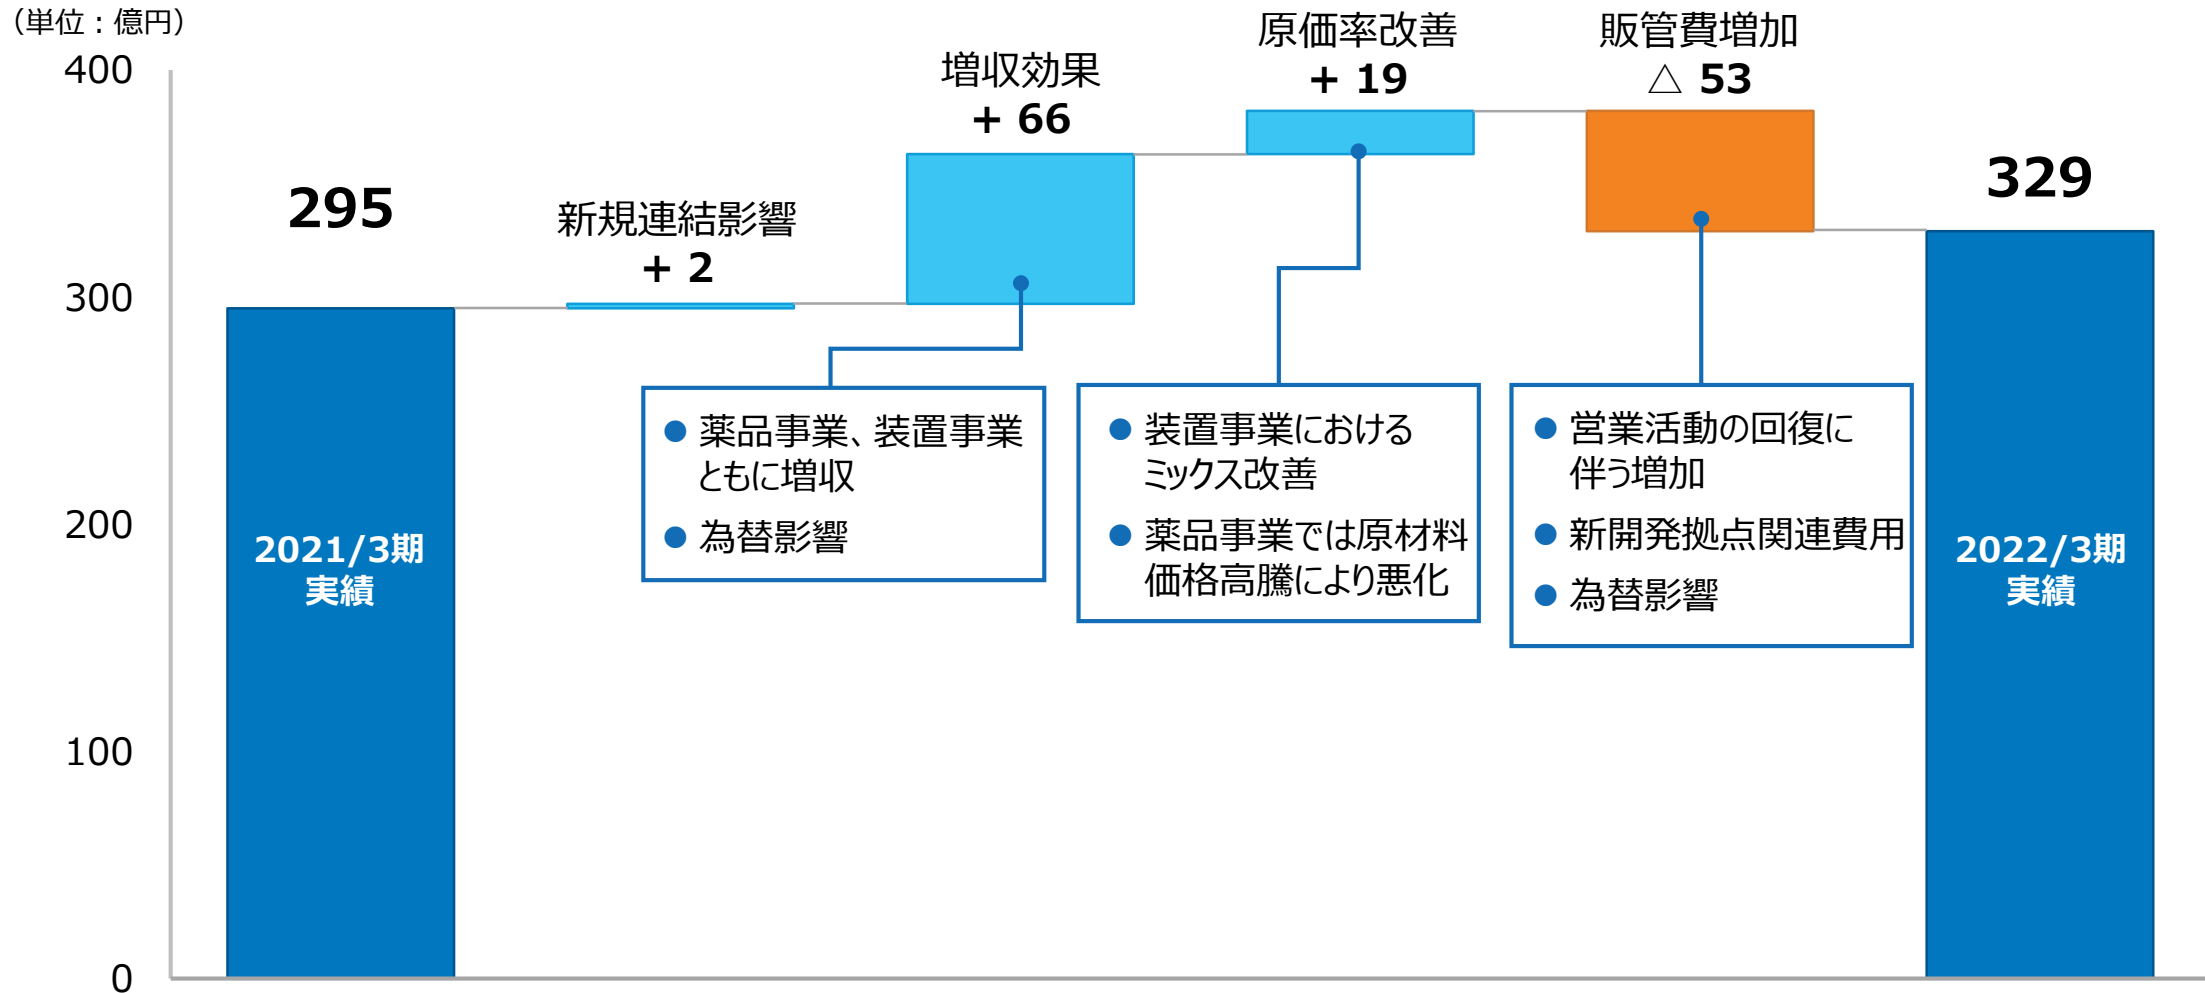 （単位：億円）
400
300
200
100
0
295
2021/3期
実績
新規連結影響
+ 2
増収効果
+ 66
原価率改善
+ 19
販管費増加
△ 53
329
2022/3期
実績
● 薬品事業、装置事業
ともに増収
● 為替影響
● 装置事業における
ミックス改善
● 薬品事業では原材料
価格高騰により悪化
● 営業活動の回復に
伴う増加
● 新開発拠点関連費用
● 為替影響